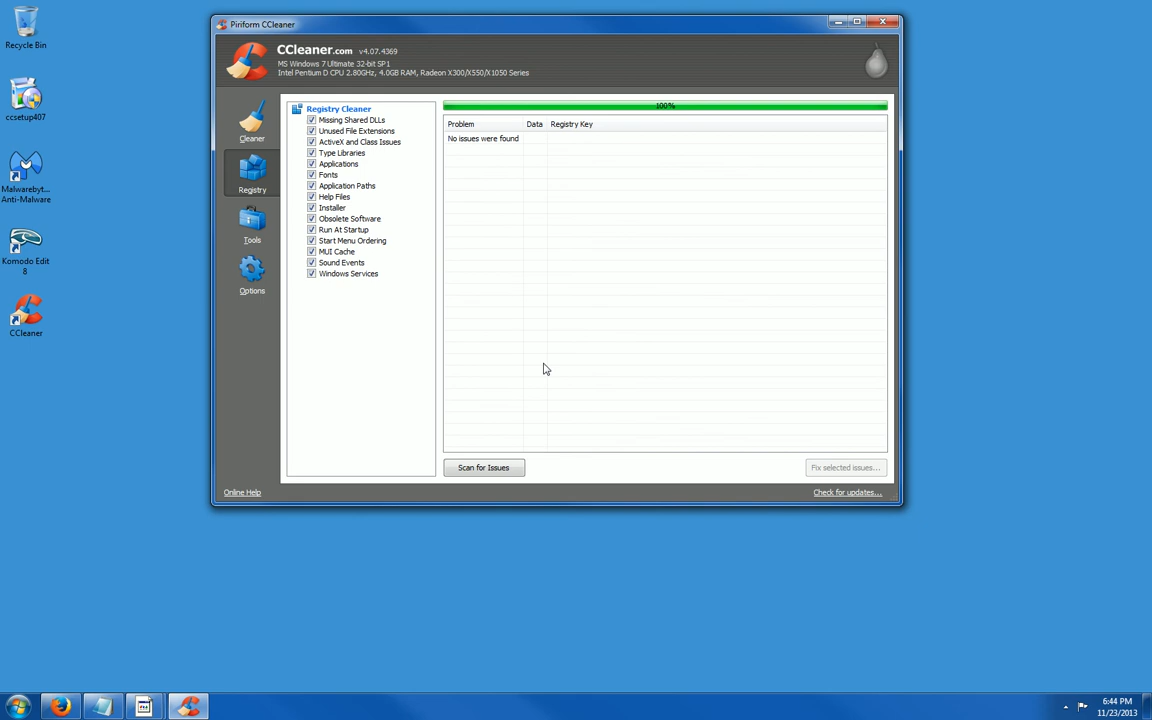 Recycle Bin
ccsetup407
Malwarebyt...
Anti-Malware
Komodo Edit
8
CCleaner
Piriform CCleaner
CCleaner.com v4.07.4369
MS Windows 7 Ultimate 32-bit SP1
Intel Pentium D CPU 2.80GHz, 4.0GB RAM, Radeon X300/X550/X1050 Series
Cleaner
Registry
Tools
Options
Registry Cleaner
Missing Shared DLLs
Unused File Extensions
ActiveX and Class Issues
Type Libraries
Applications
Fonts
Application Paths
Help Files
Installer
Obsolete Software
Run At Startup
Start Menu Ordering
MUI Cache
Sound Events
Windows Services
100%
Problem Data Registry Key
No issues were found
Scan for Issues
Fix selected issues...
Online Help
Check for updates...
6:44 PM
11/23/2013